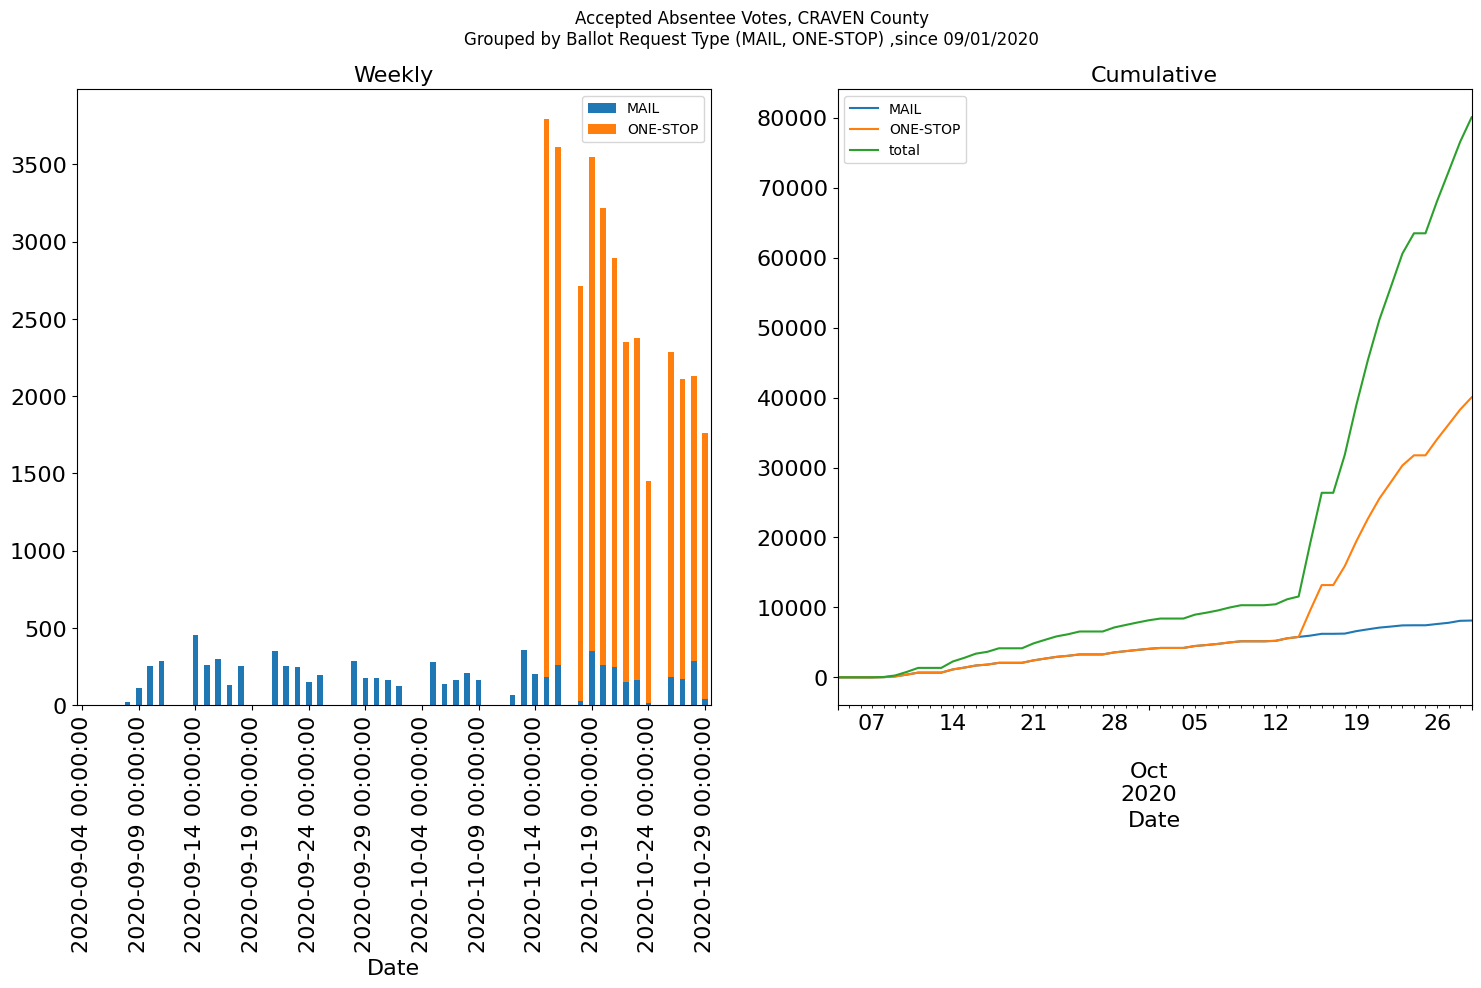 Accepted Absentee Votes, CRAVEN County
Grouped by Ballot Request Type (MAIL, ONE-STOP) ,since 09/01/2020
Weekly
MAIL
ONE-STOP
3500
3000
2500
2000
1500
1000
500
0
2020-09-04 00:00:00
2020-09-09 00:00:00
2020-09-14 00:00:00
2020-09-19 00:00:00
2020-09-24 00:00:00
2020-09-29 00:00:00
2020-10-04 00:00:00
2020-10-09 00:00:00
2020-10-14 00:00:00
2020-10-19 00:00:00
2020-10-24 00:00:00
2020-10-29 00:00:00
Date
Cumulative
MAIL
ONE-STOP
total
80000
70000
60000
50000
40000
30000
20000
10000
0
07 14 21 28 05 12 19 26
Oct
2020
Date